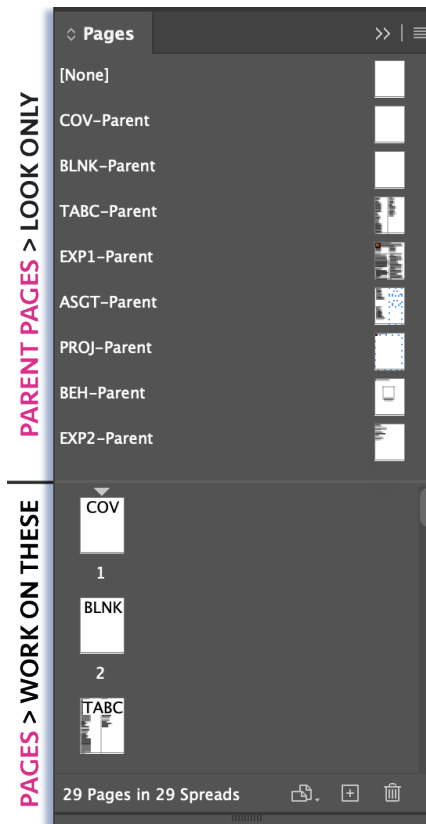 Pages
[None]
COV-Parent
BLNK-Parent
TABC-Parent
EXP1-Parent
ASGT-Parent
PROJ-Parent
BEH-Parent
EXP2-Parent
PARENT PAGES > LOOK ONLY
COV
1
BLNK
2
TABC
PAGES > WORK ON THESE
29 Pages in 29 Spreads